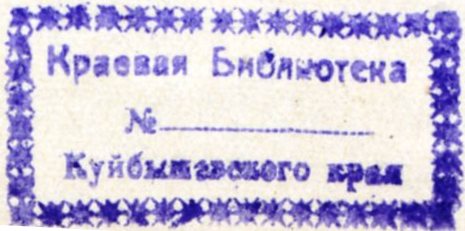 Краевая Библиотека
№
Куйбышевского края